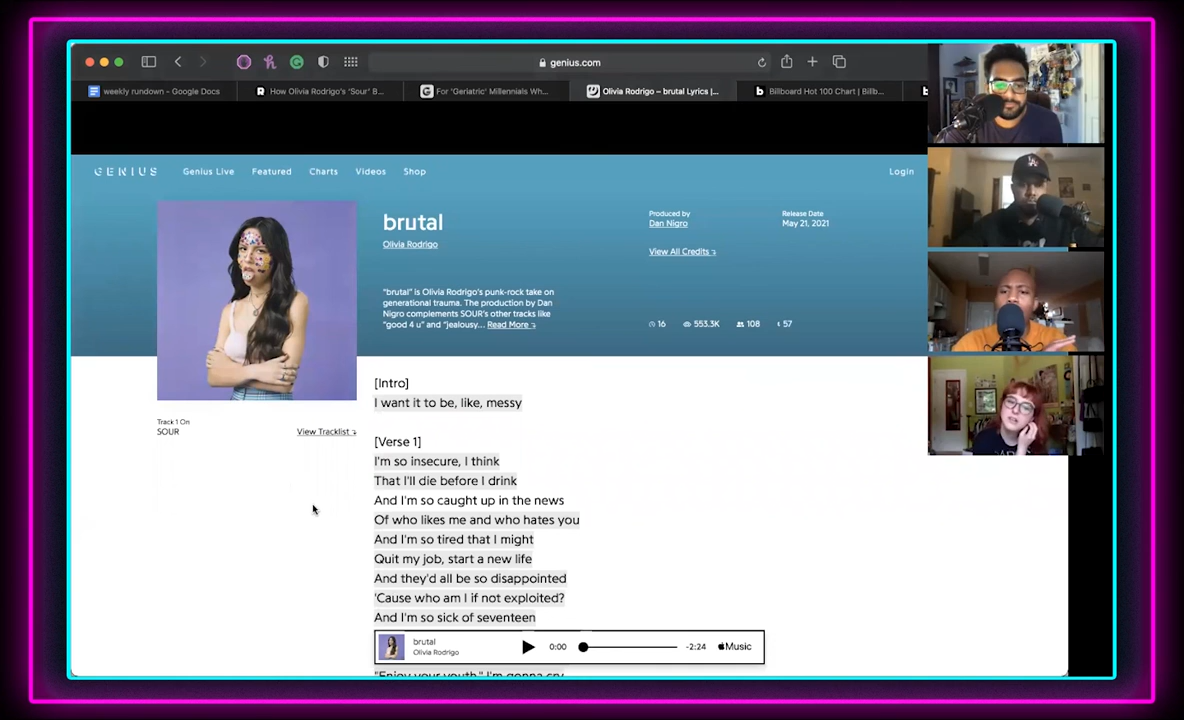 genius.com
weekly rundown - Google Docs
How Olivia Rodrigo's 'Sour' B...
For 'Geriatric' Millennials Wh...
Olivia Rodrigo – brutal Lyrics |...
Billboard Hot 100 Chart | Billb...
GENIUS
Genius Live
Featured
Charts
Videos
Shop
Login
brutal
Olivia Rodrigo
Produced by
Dan Nigro
Release Date
May 21, 2021
View All Credits
"brutal" is Olivia Rodrigo's punk-rock take on
generational trauma. The production by Dan
Nigro complements SOUR's other tracks like
"good 4 u" and "jealousy... Read More
16
553.3K
108
57
Track 1 On
SOUR
View Tracklist
[Intro]
I want it to be, like, messy
[Verse 1]
I'm so insecure, I think
That I'll die before I drink
And I'm so caught up in the news
Of who likes me and who hates you
And I'm so tired that I might
Quit my job, start a new life
And they'd all be so disappointed
'Cause who am I if not exploited?
And I'm so sick of seventeen
brutal
Olivia Rodrigo
0:00
-2:24
Music
"Enjoy your youth," I'm gonna cry